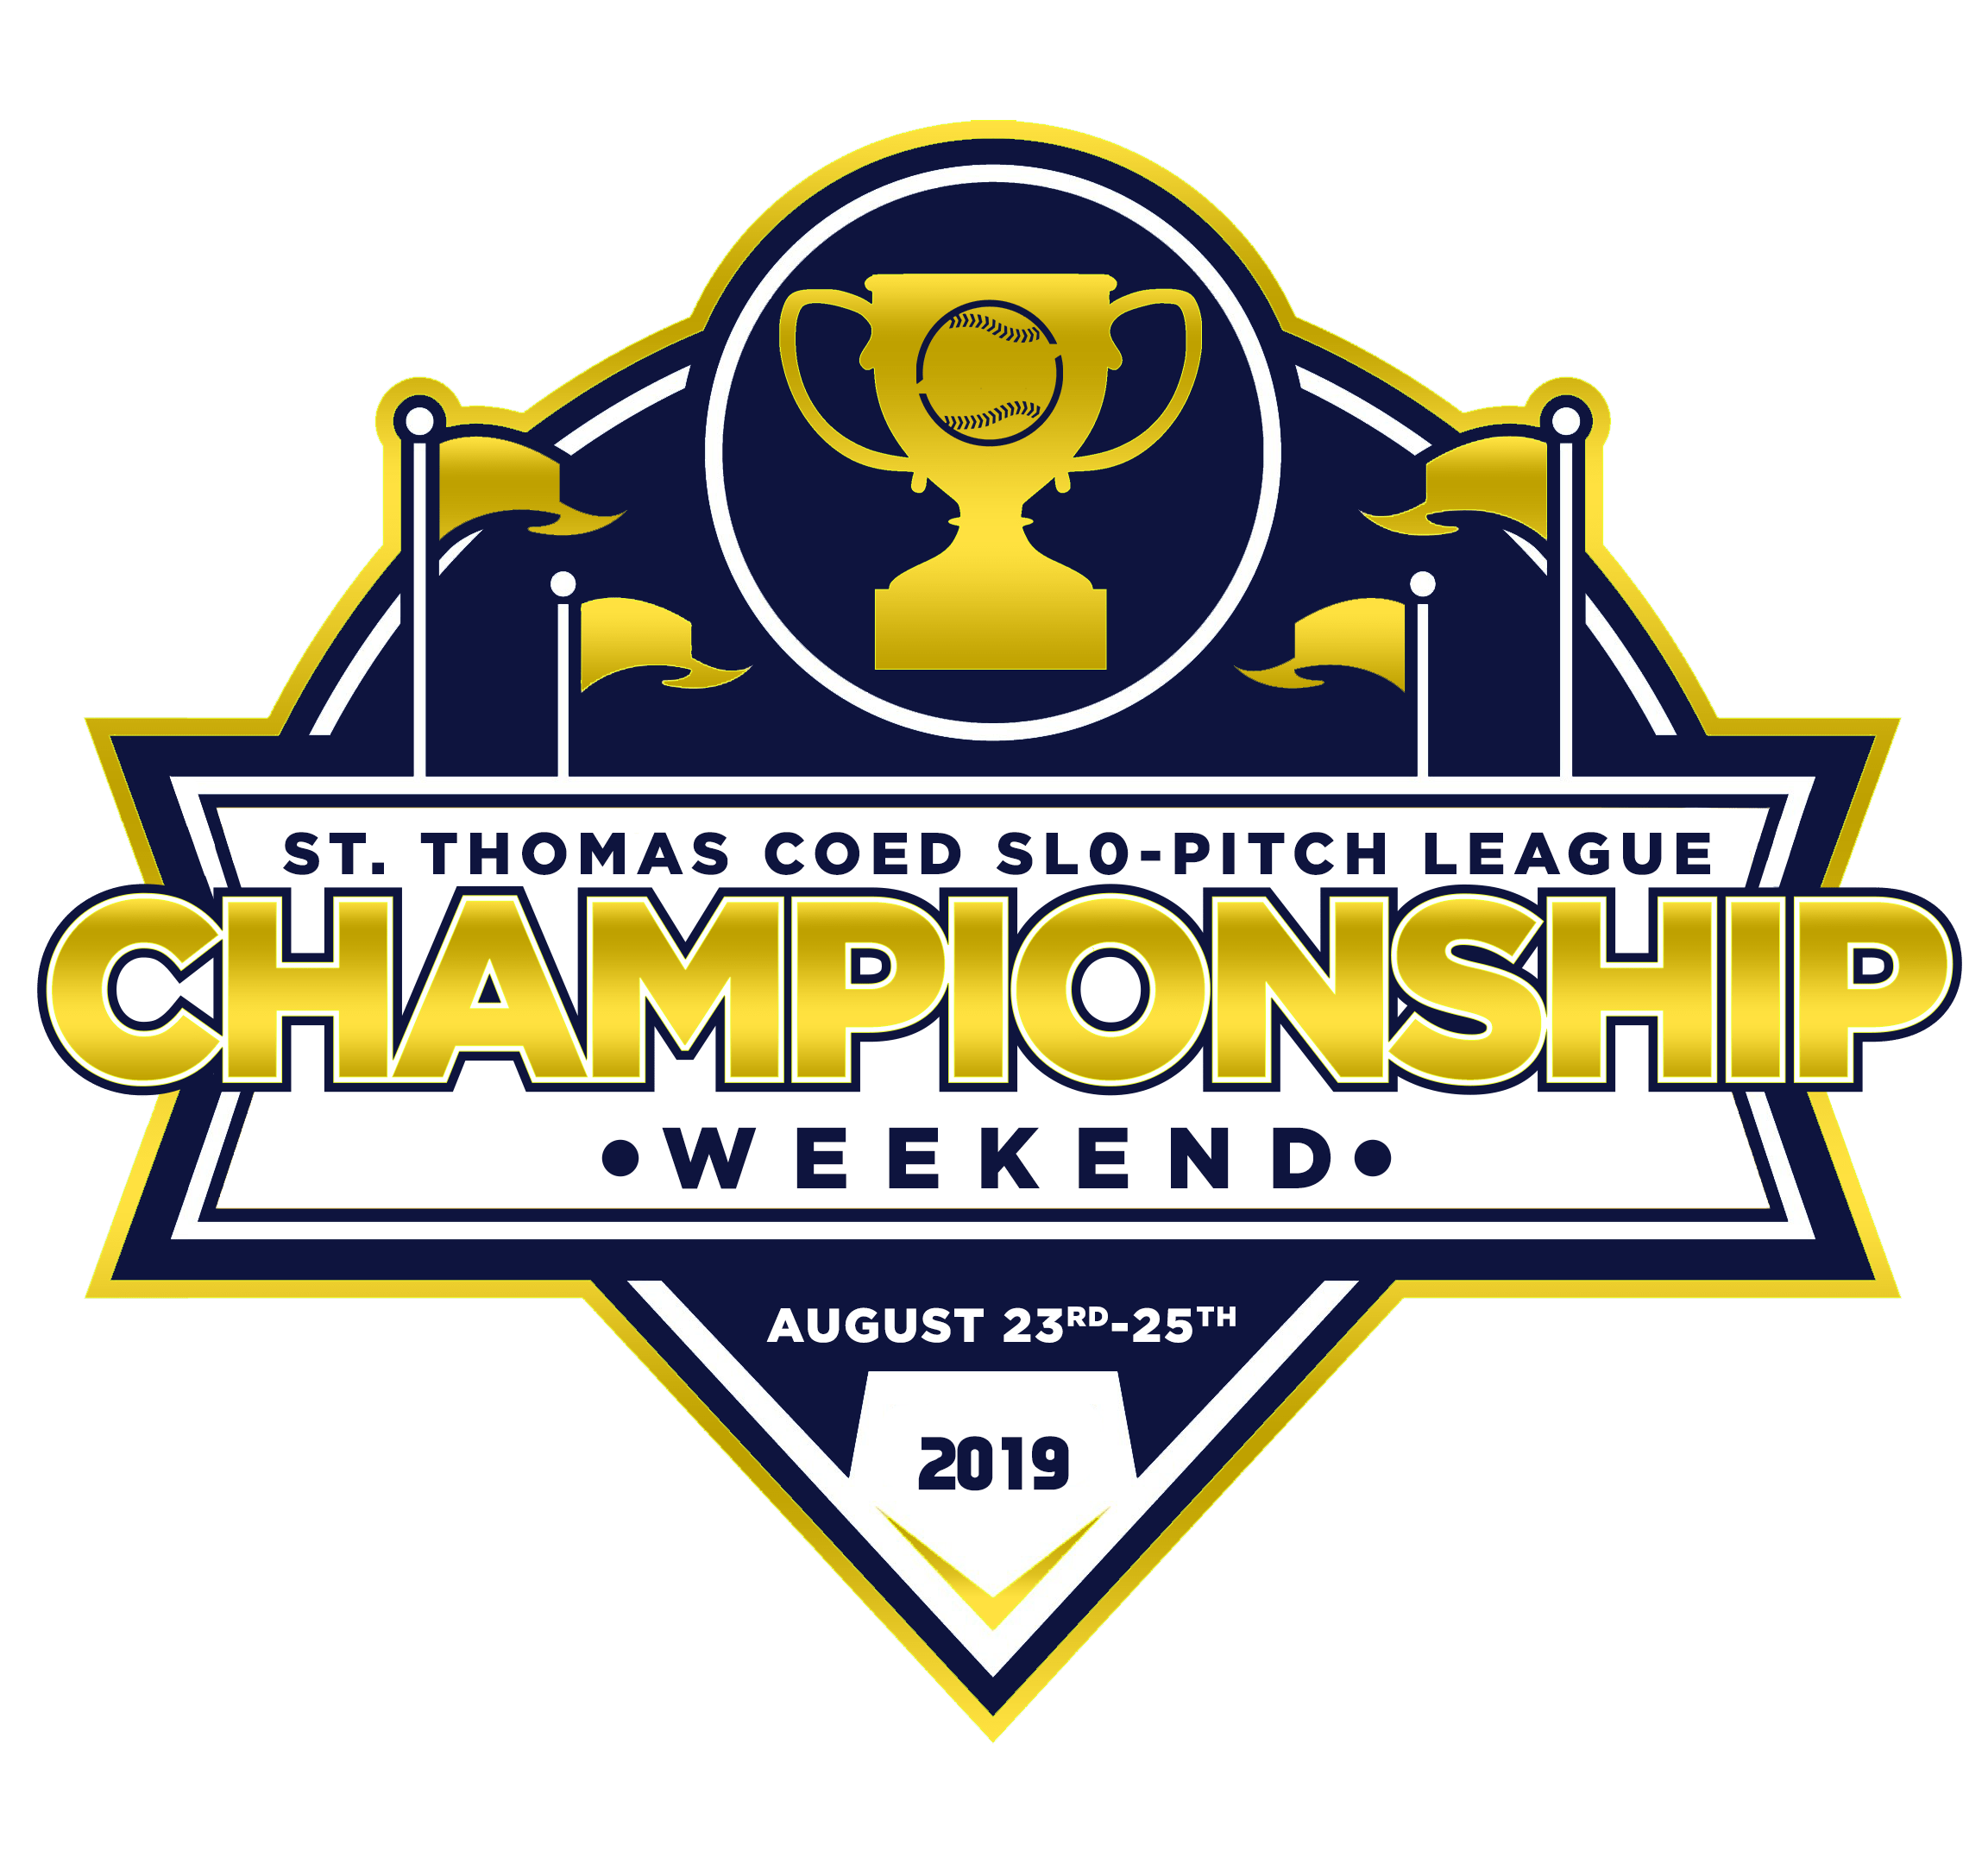 ST. THOMAS COED SLO-PITCH LEAGUE
CHAMPIONSHIP
•WEEKEND•
AUGUST 23RD-25TH
2019